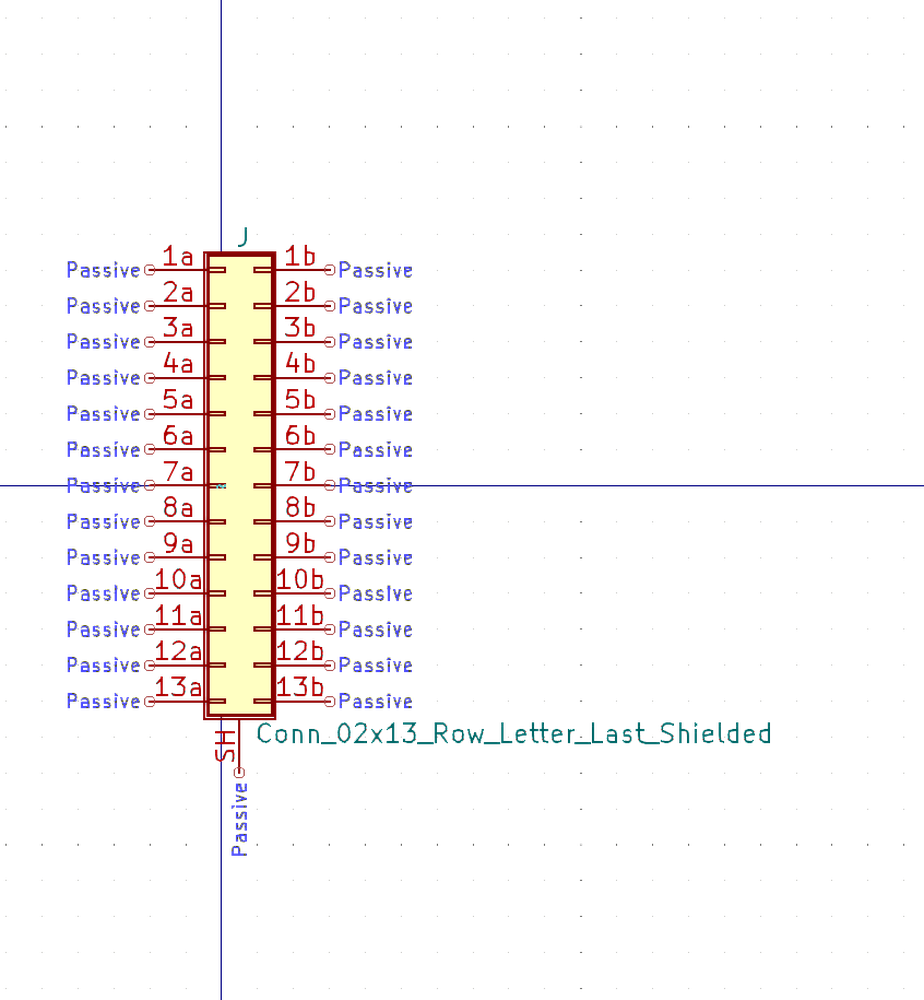 J
1a 1b
Passive Passive
2a 2b
Passive Passive
3a 3b
Passive Passive
4a 4b
Passive Passive
5a 5b
Passive Passive
6a 6b
Passive Passive
7a 7b
Passive Passive
8a 8b
Passive Passive
9a 9b
Passive Passive
10a 10b
Passive Passive
11a 11b
Passive Passive
12a 12b
Passive Passive
13a 13b
Passive Passive
SH
Conn_02x13_Row_Letter_Last_Shielded
Passive